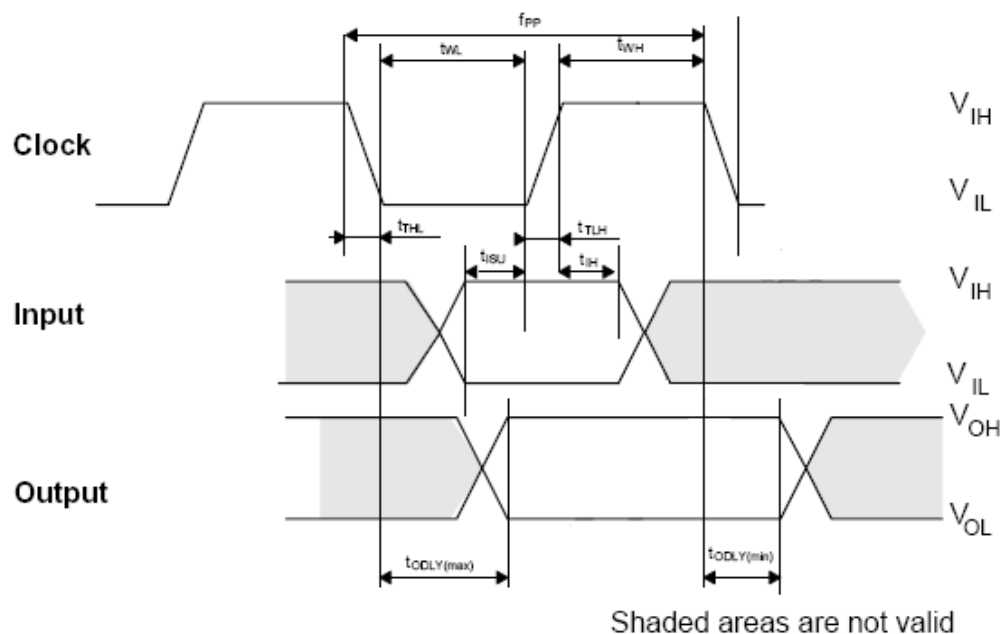 fPP
tWL
tWH
Clock
VIH
VIL
tTHL
tTLH
tISU
tIH
Input
VIH
VIL
Output
VOH
VOL
tODLY(max)
tODLY(min)
Shaded areas are not valid